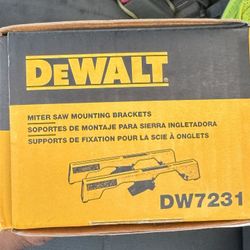 DEWALT
MITER SAW MOUNTING BRACKETS
SOPORTES DE MONTAJE PARA SIERRA INGLETADORA
SUPPORTS DE FIXATION POUR LA SCIE À ONGLETS
DW7231